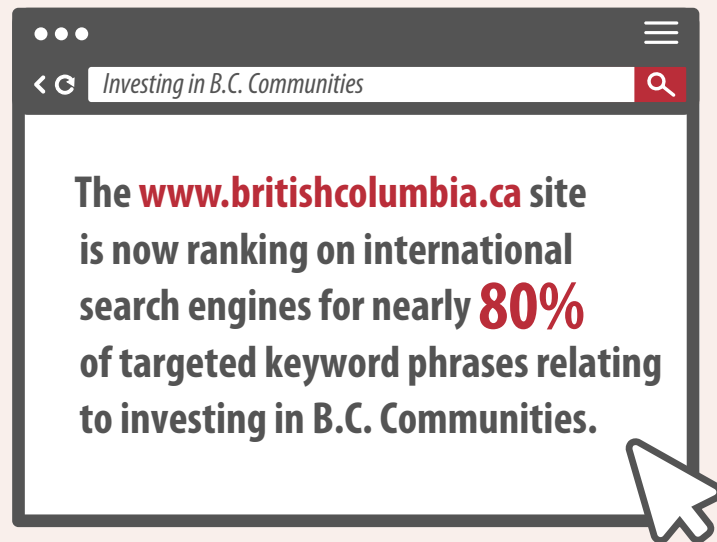 Investing in B.C. Communities
The www.britishcolumbia.ca site
is now ranking on international
search engines for nearly 80%
of targeted keyword phrases relating
to investing in B.C. Communities.